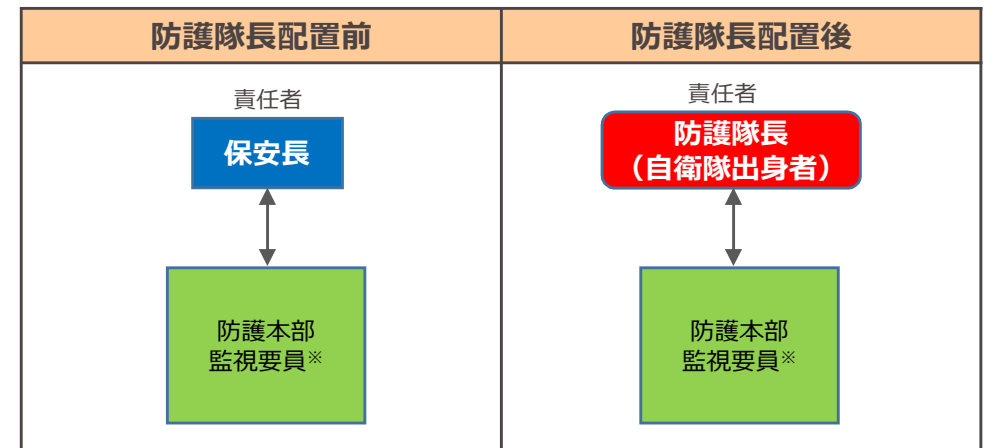 防護隊長配置前
防護隊長配置後
責任者
保安長
防護本部
監視要員※
責任者
防護隊長
（自衛隊出身者）
防護本部
監視要員※